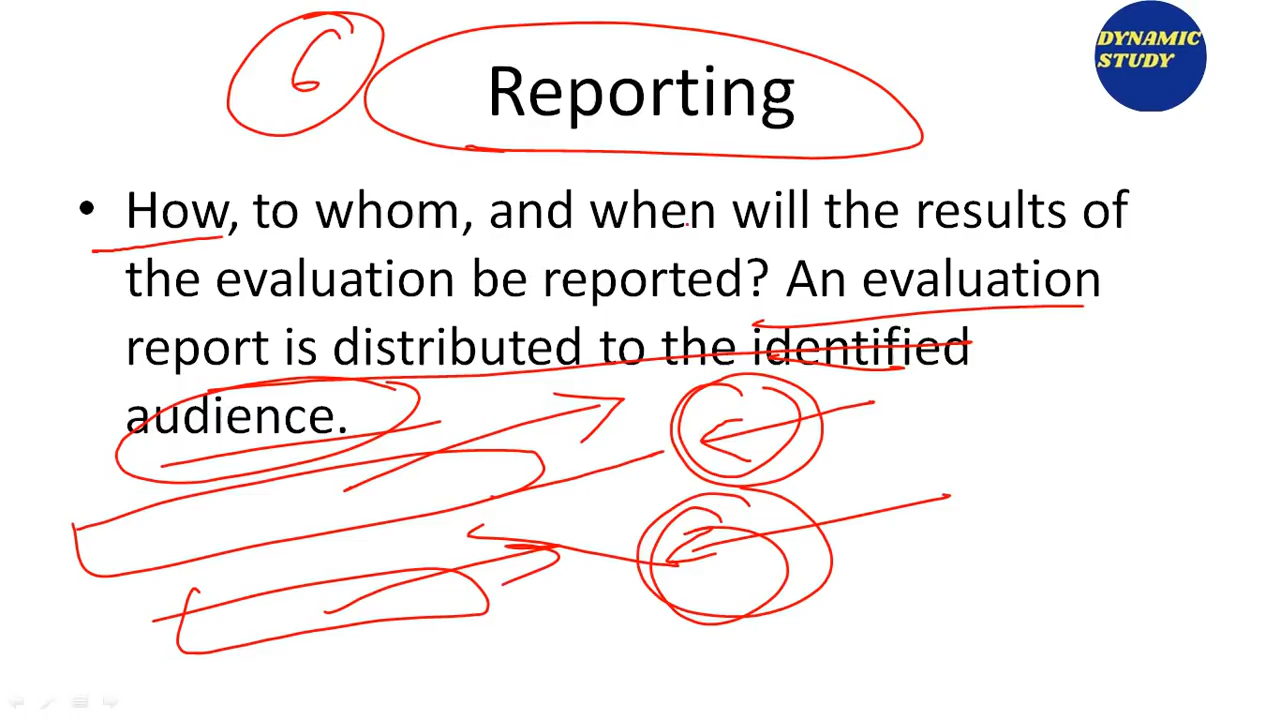 DYNAMIC
STUDY
6
Reporting
• How, to whom, and when will the results of
the evaluation be reported? An evaluation
report is distributed to the identified
audience.